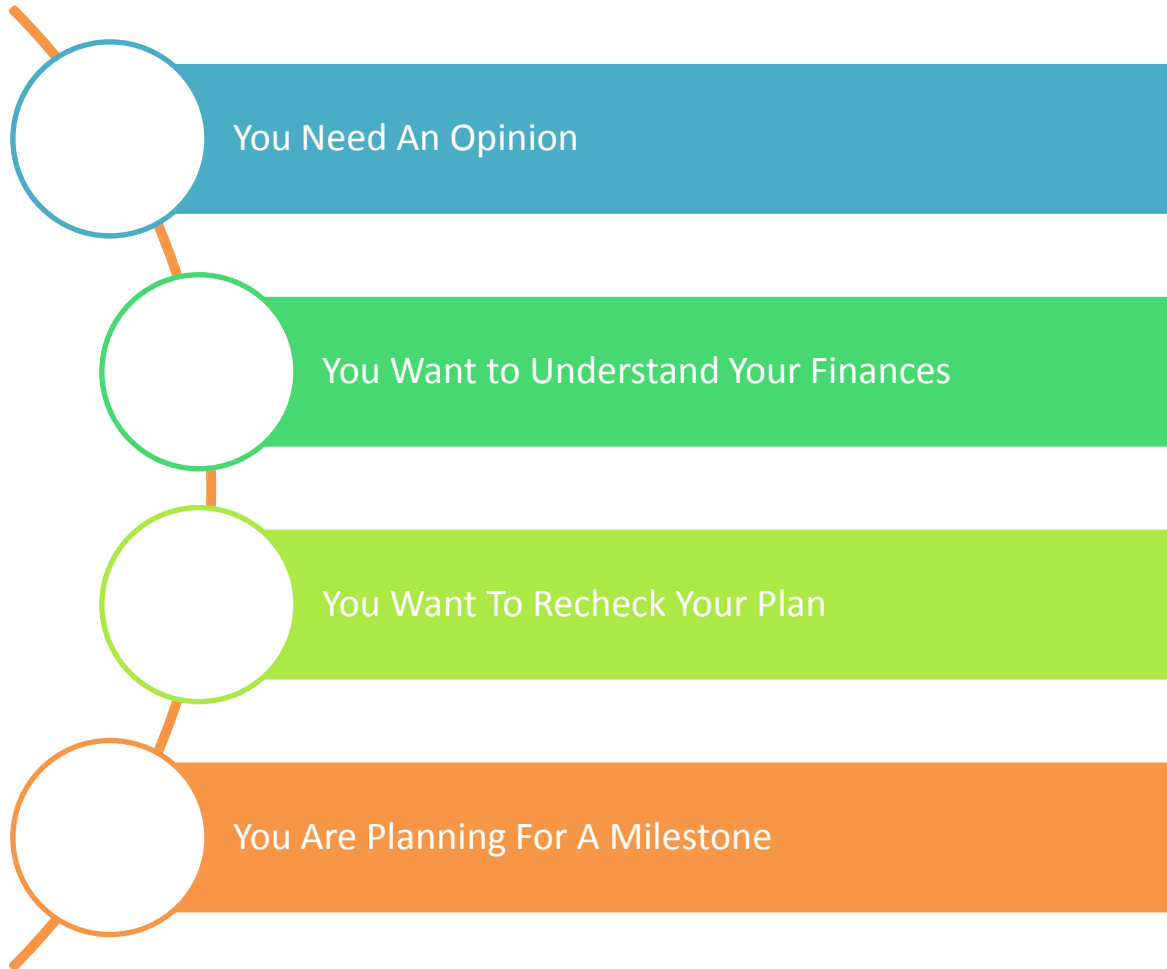 You Need An Opinion
You Want to Understand Your Finances
You Want To Recheck Your Plan
You Are Planning For A Milestone